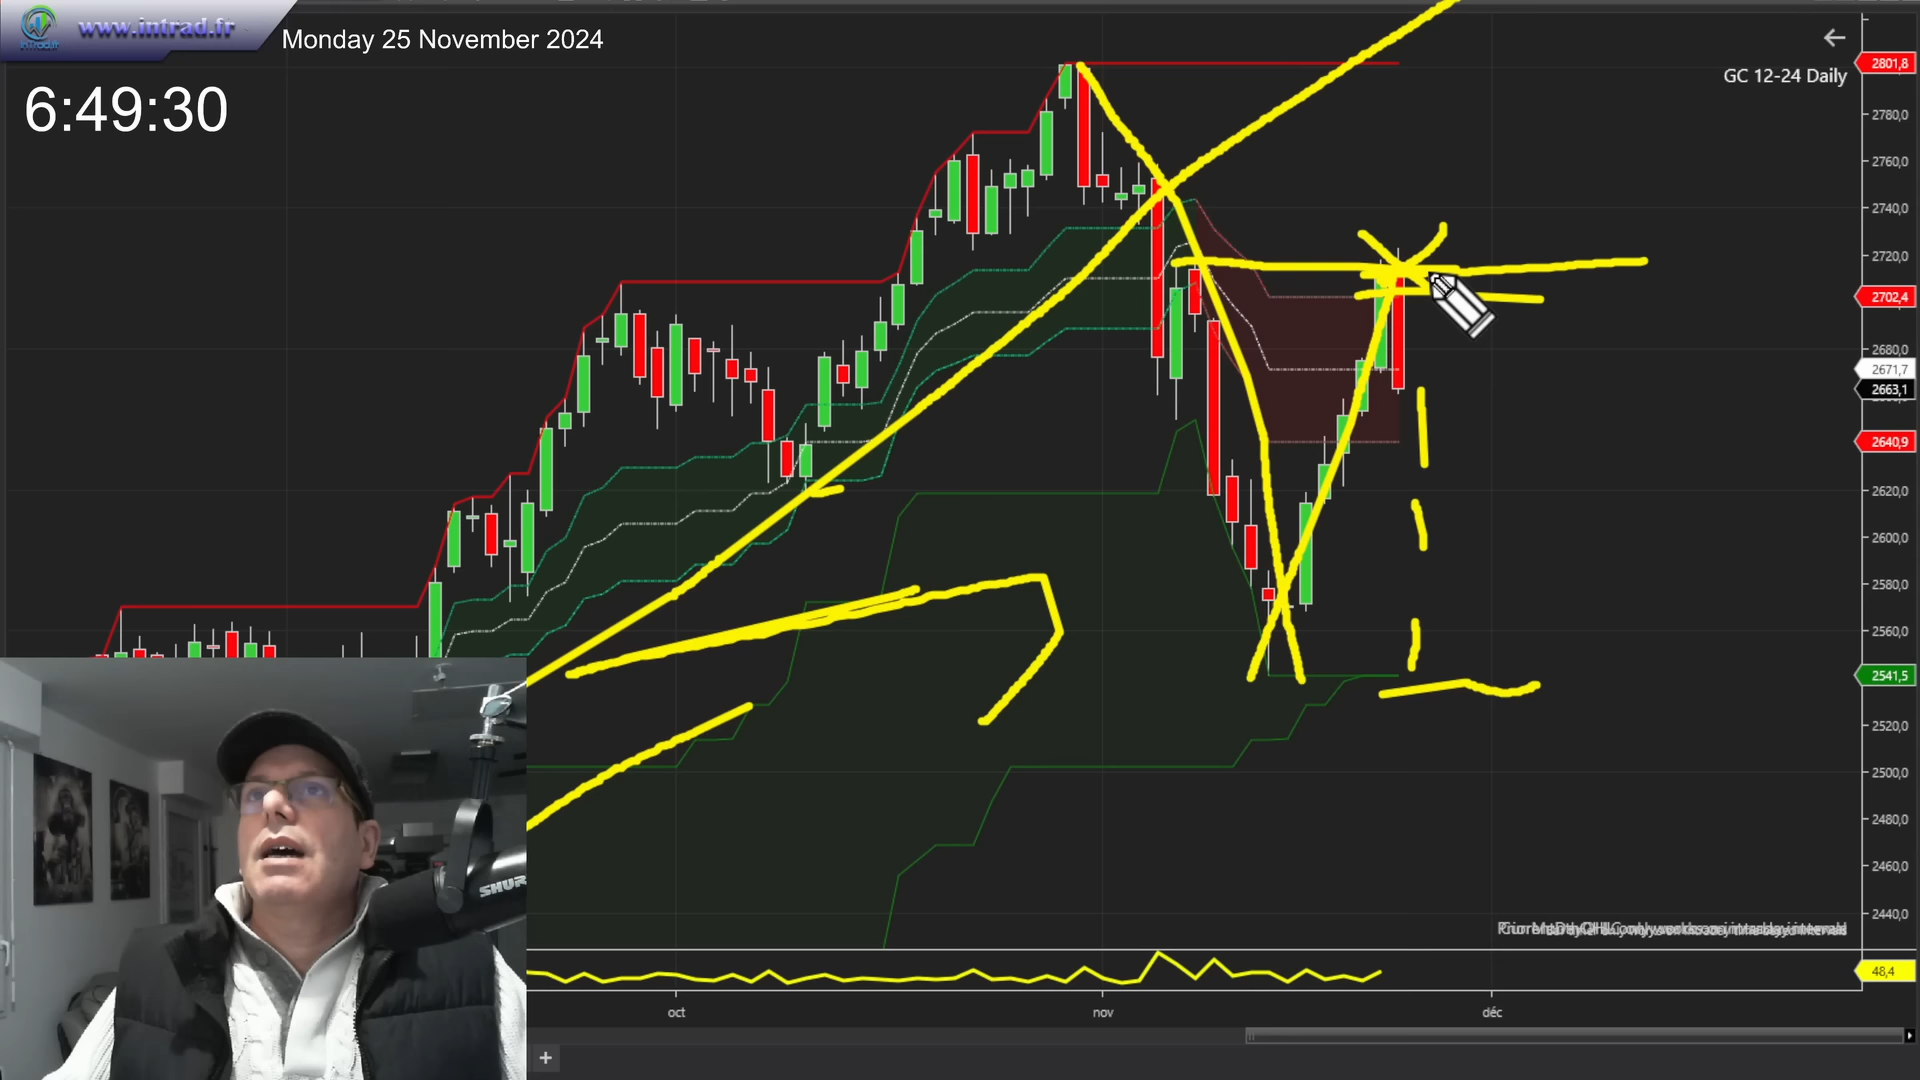 www.intrad.fr
InTrad.fr
Monday 25 November 2024
6:49:30
GC 12-24 Daily
2801,8
2780,0
2760,0
2740,0
2720,0
2702,4
2680,0
2671,7
2663,1
2640,9
2620,0
2600,0
2580,0
2560,0
2541,5
2520,0
2500,0
2480,0
2460,0
2440,0
48,4
oct
nov
déc
SHUR
+